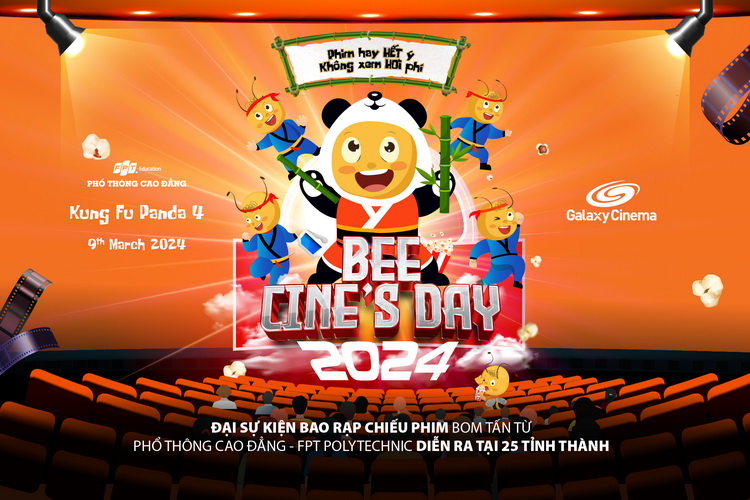 Phim hay HẾT ý
Không xem HƠI phí
FPT Education
PHỔ THÔNG CAO ĐẲNG
Kung Fu Panda 4
9th March 2024
Galaxy Cinema
BEE
CINE'S DAY
2024
ĐẠI SỰ KIỆN BAO RẠP CHIẾU PHIM BOM TẤN TỪ
PHỔ THÔNG CAO ĐẲNG - FPT POLYTECHNIC DIỄN RA TẠI 25 TỈNH THÀNH